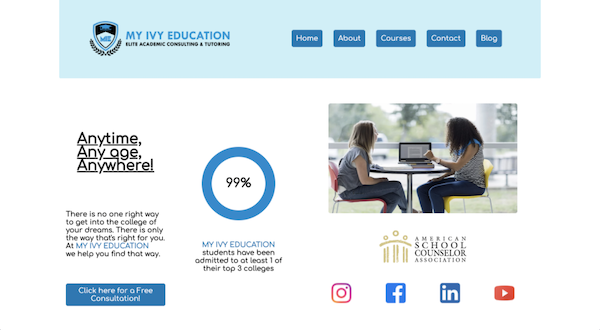 MY IVY EDUCATION
ELITE ACADEMIC CONSULTING & TUTORING
Home
About
Courses
Contact
Blog
Anytime,
Any age,
Anywhere!
99%
There is no one right way
to get into the college of
your dreams. There is only
the way that's right for you.
At MY IVY EDUCATION
we help you find that way.
MY IVY EDUCATION
students have been
admitted to at least 1 of
their top 3 colleges
AMERICAN
SCHOOL
COUNSELOR
ASSOCIATION
Click here for a Free
Consultation!